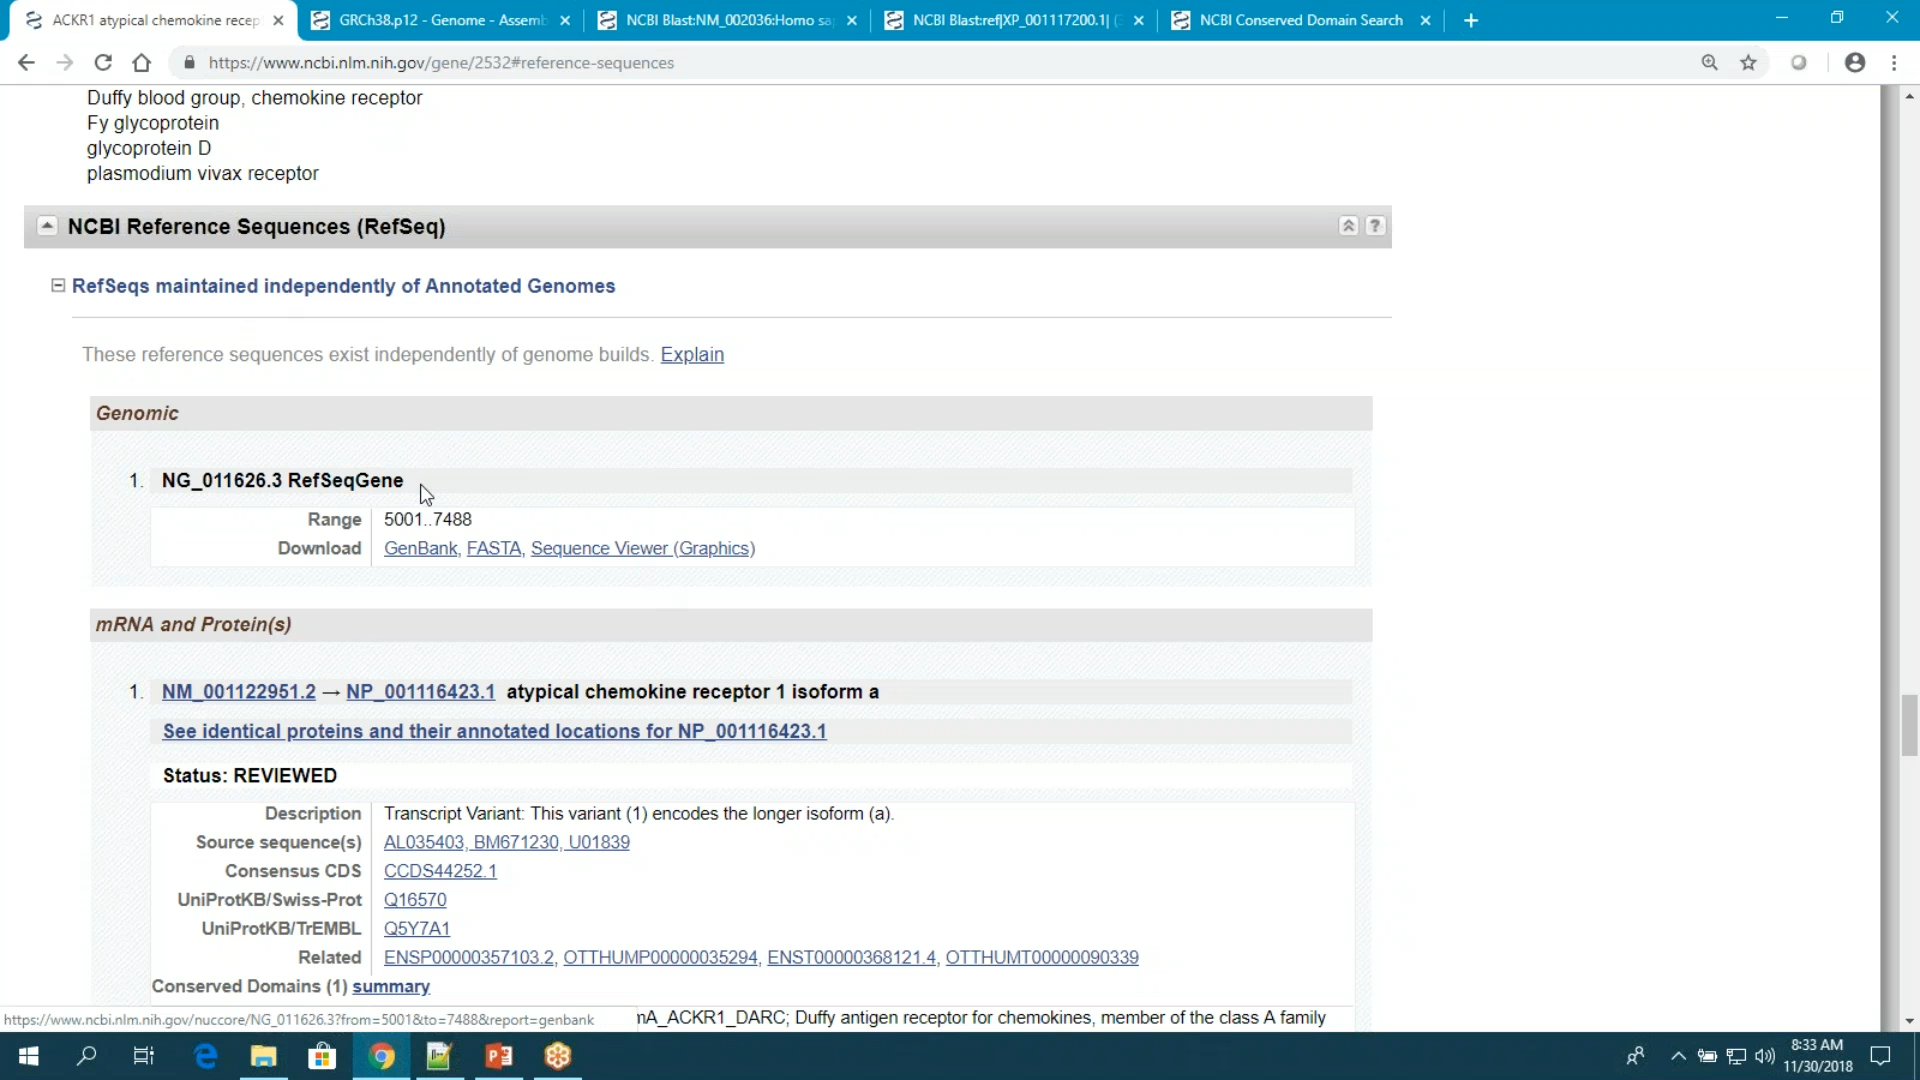 ACKR1 atypical chemokine recep
GRCh38.p12 - Genome - Assemb
NCBI Blast:NM_002036:Homo sa
NCBI Blast:ref|XP_001117200.1|
NCBI Conserved Domain Search
https://www.ncbi.nlm.nih.gov/gene/2532#reference-sequences
Duffy blood group, chemokine receptor
Fy glycoprotein
glycoprotein D
plasmodium vivax receptor
NCBI Reference Sequences (RefSeq)
?
RefSeqs maintained independently of Annotated Genomes
These reference sequences exist independently of genome builds. Explain
Genomic
1. NG_011626.3 RefSeqGene
Range 5001..7488
Download GenBank, FASTA, Sequence Viewer (Graphics)
mRNA and Protein(s)
1. NM_001122951.2 → NP_001116423.1 atypical chemokine receptor 1 isoform a
See identical proteins and their annotated locations for NP_001116423.1
Status: REVIEWED
Description Transcript Variant: This variant (1) encodes the longer isoform (a).
Source sequence(s) AL035403, BM671230, U01839
Consensus CDS CCDS44252.1
UniProtKB/Swiss-Prot Q16570
UniProtKB/TrEMBL Q5Y7A1
Related ENSP00000357103.2, OTTHUMP00000035294, ENST00000368121.4, OTTHUMT00000090339
Conserved Domains (1) summary
https://www.ncbi.nlm.nih.gov/nuccore/NG_011626.3?from=5001&to=7488&report=genbank
mA_ACKR1_DARC; Duffy antigen receptor for chemokines, member of the class A family
8:33 AM
11/30/2018